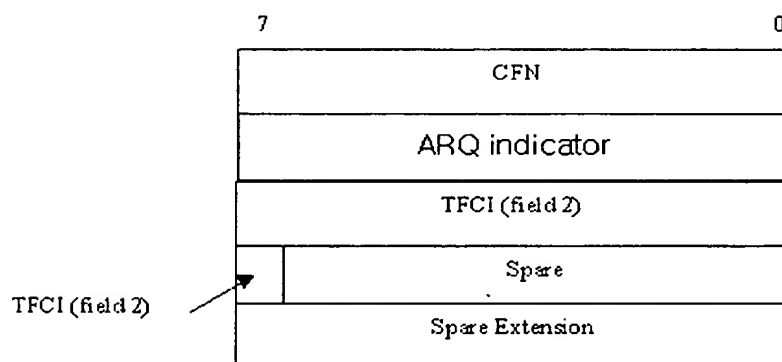 7 0
CFN
ARQ indicator
TFCI (field 2)
Spare
TFCI (field 2)
Spare Extension